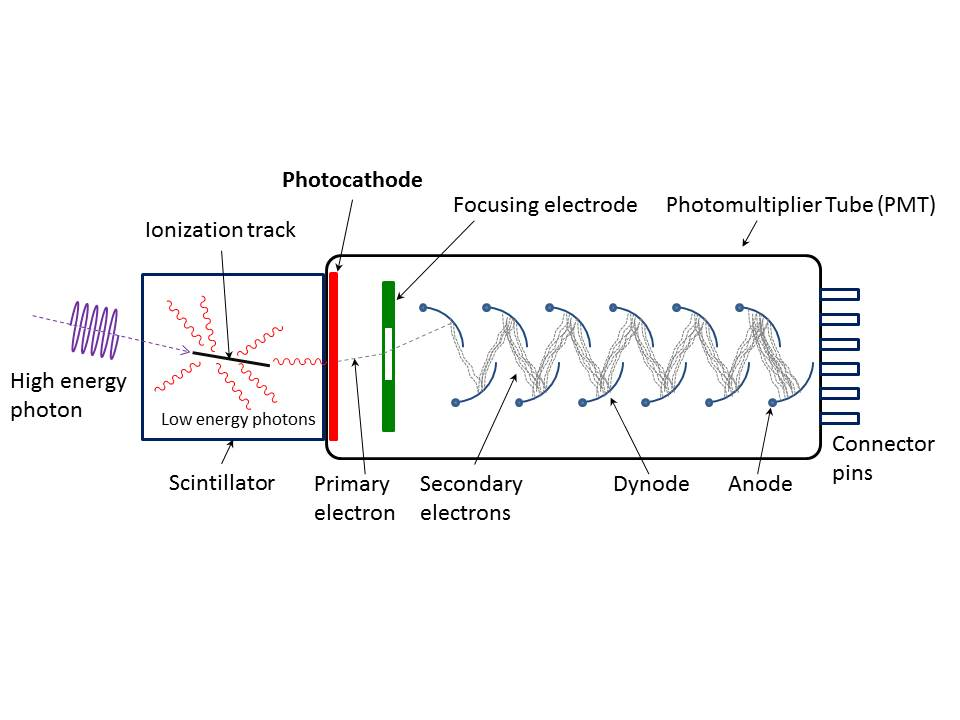 Photocathode
Focusing electrode
Photomultiplier Tube (PMT)
Ionization track
High energy
photon
Low energy photons
Scintillator
Primary
electron
Secondary
electrons
Dynode
Anode
Connector
pins